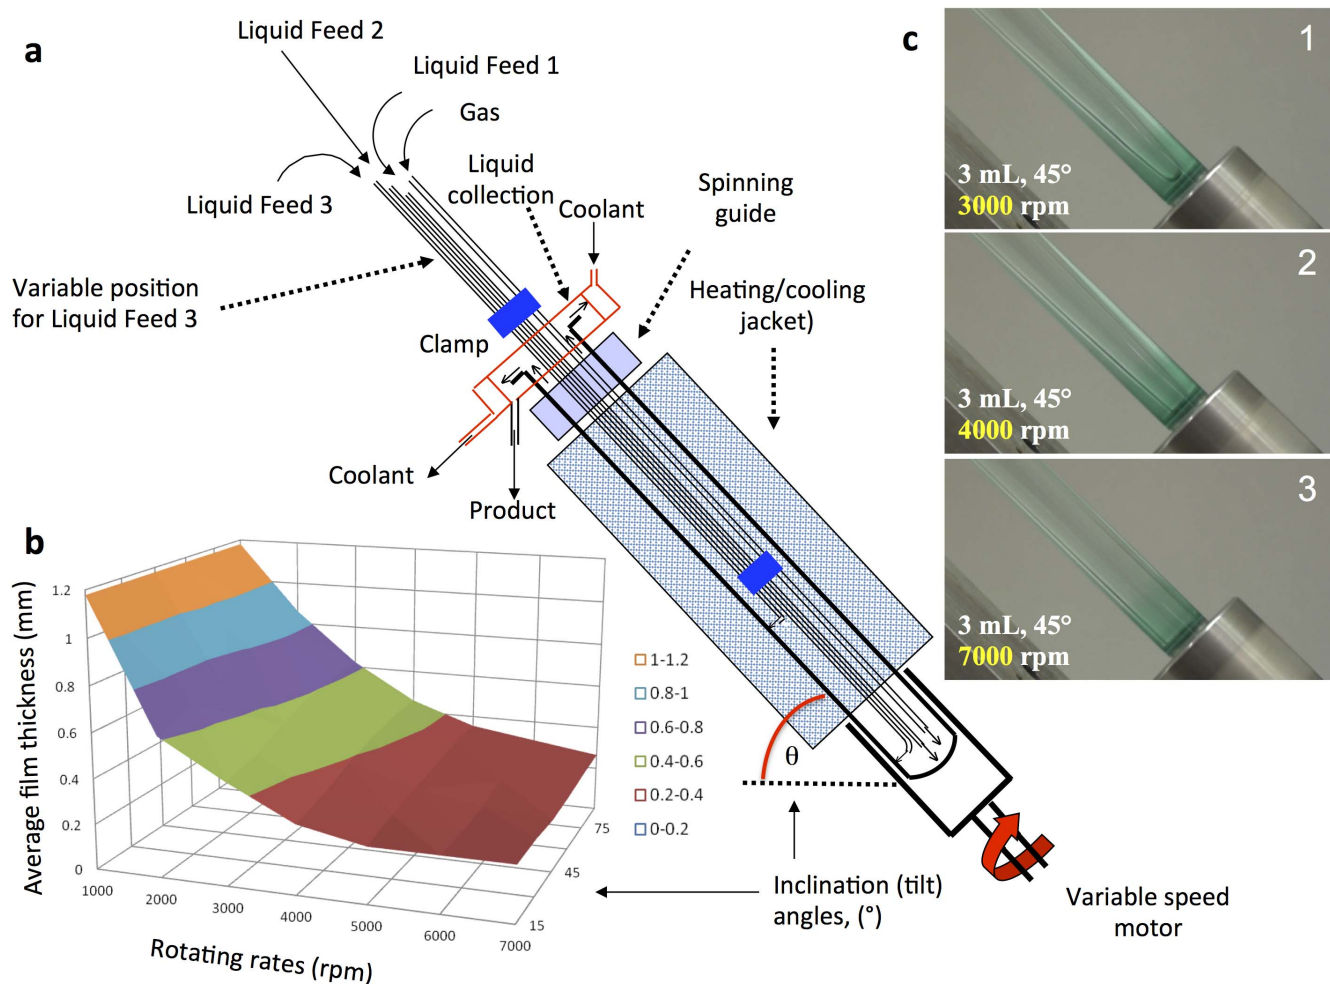 a
Liquid Feed 2
Liquid Feed 1
Gas
Liquid Feed 3
Liquid
collection
Coolant
Spinning
guide
Variable position
for Liquid Feed 3
Clamp
Heating/cooling
jacket)
Coolant
Product
θ
Inclination (tilt)
angles, (°)
Variable speed
motor
b
Average film thickness (mm)
1.2
1
0.8
0.6
0.4
0.2
0
1000
2000
3000
4000
5000
6000
7000
Rotating rates (rpm)
15
45
75
1-1.2
0.8-1
0.6-0.8
0.4-0.6
0.2-0.4
0-0.2
c
1
3 mL, 45°
3000 rpm
2
3 mL, 45°
4000 rpm
3
3 mL, 45°
7000 rpm